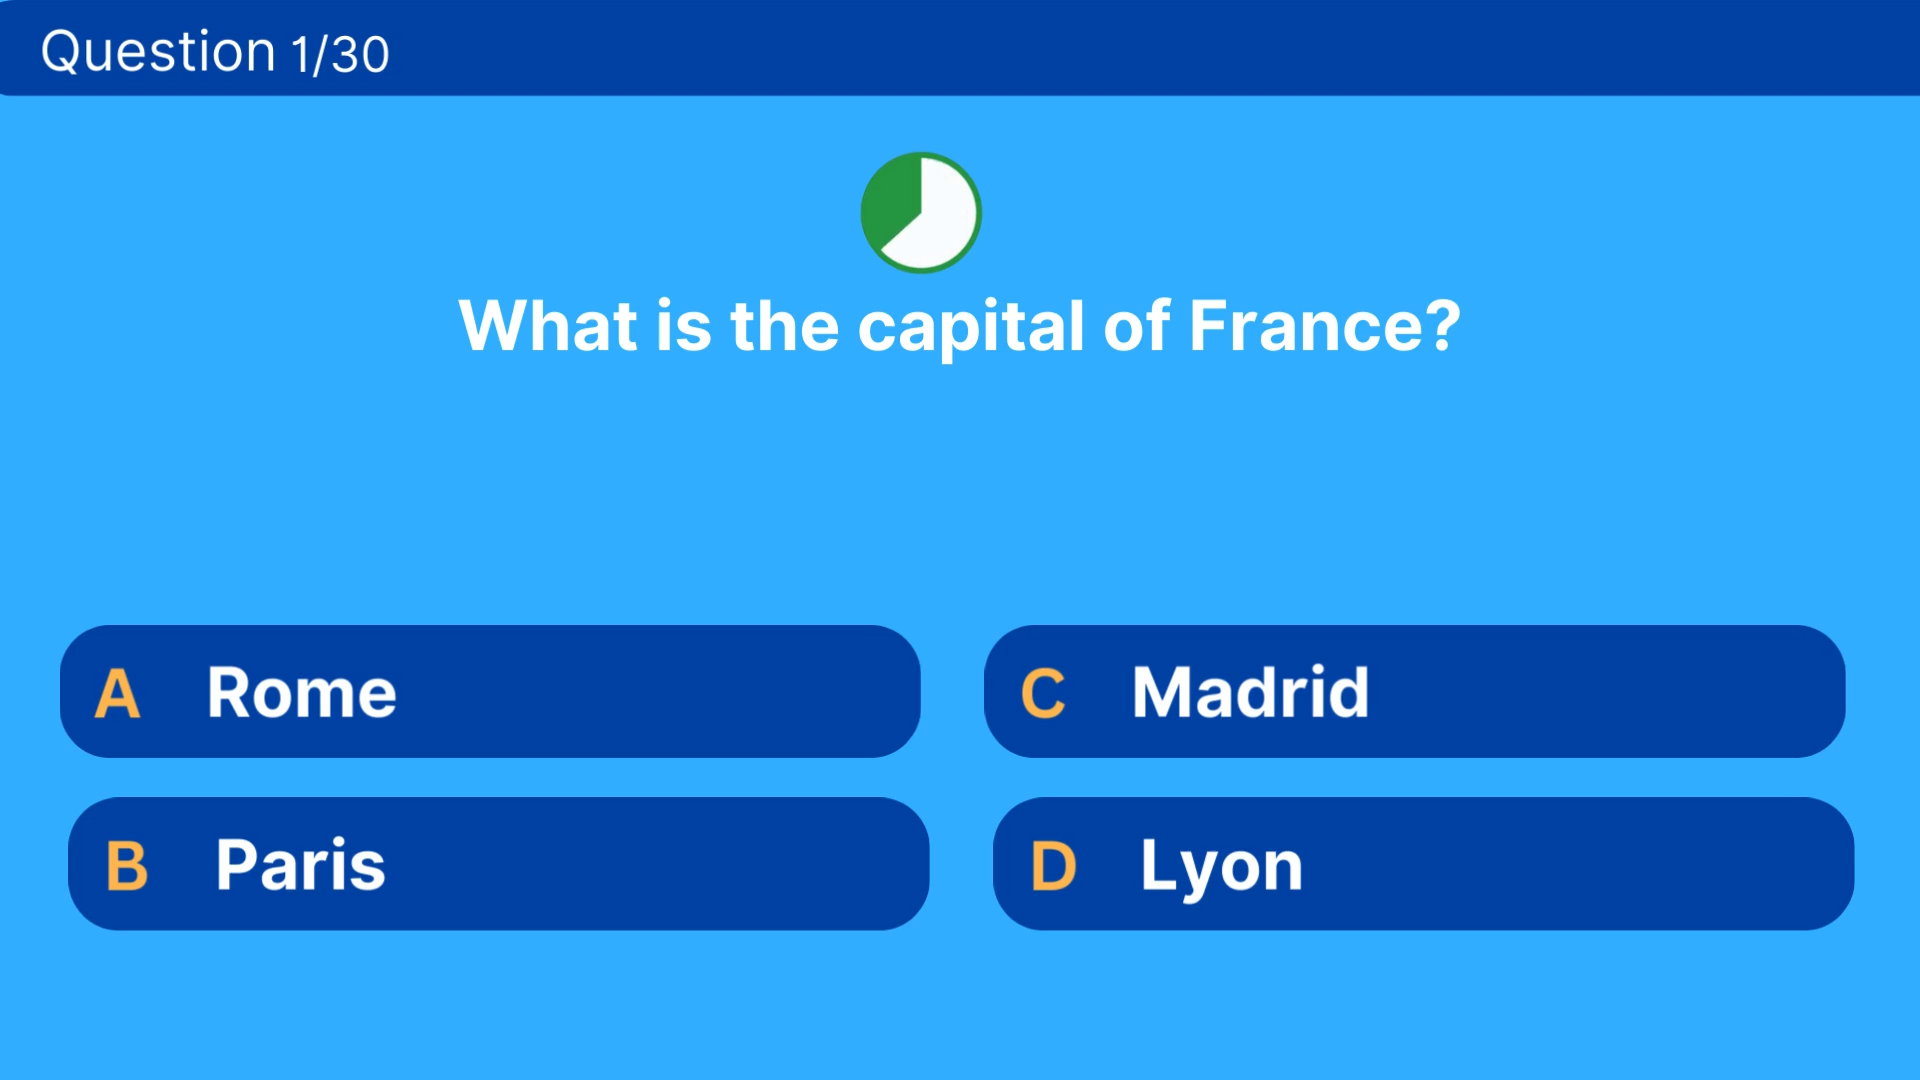 Question 1/30
What is the capital of France?
A Rome
B Paris
C Madrid
D Lyon